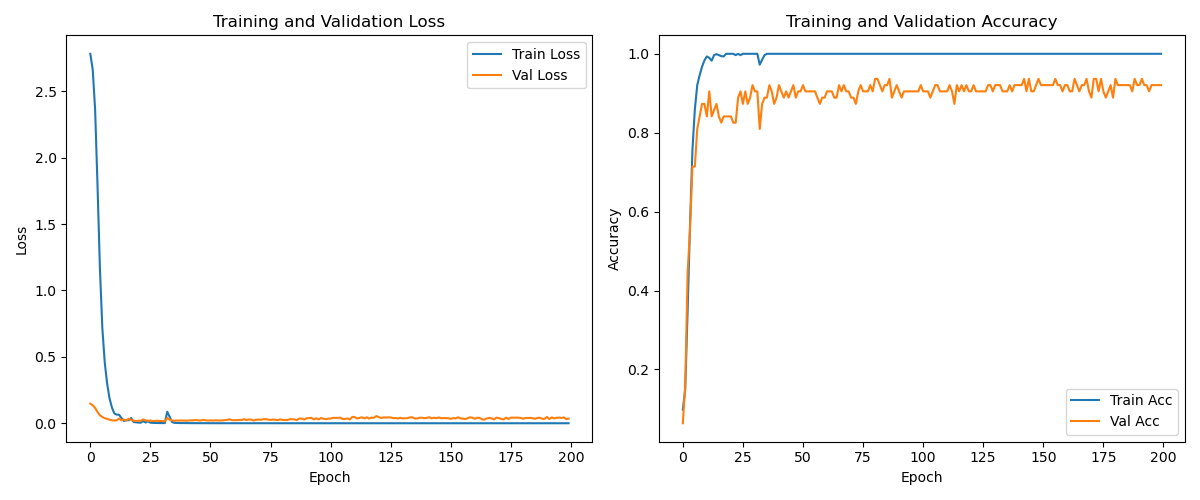 Training and Validation Loss
Train Loss
Val Loss
Loss
2.5
2.0
1.5
1.0
0.5
0.0
0 25 50 75 100 125 150 175 200
Epoch
Training and Validation Accuracy
Accuracy
1.0
0.8
0.6
0.4
0.2
Train Acc
Val Acc
0 25 50 75 100 125 150 175 200
Epoch